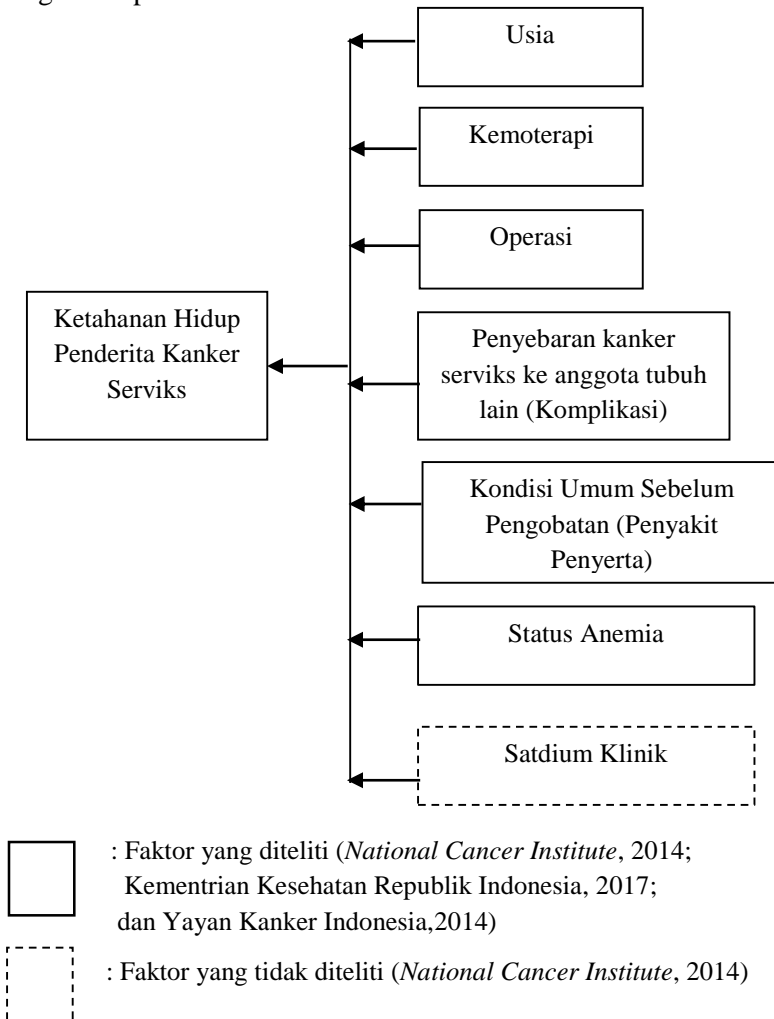 Usia
Kemoterapi
Operasi
Ketahanan Hidup
Penderita Kanker
Serviks
Penyebaran kanker
serviks ke anggota tubuh
lain (Komplikasi)
Kondisi Umum Sebelum
Pengobatan (Penyakit
Penyerta)
Status Anemia
Satdium Klinik
: Faktor yang diteliti (National Cancer Institute, 2014;
Kementrian Kesehatan Republik Indonesia, 2017;
dan Yayan Kanker Indonesia,2014)
: Faktor yang tidak diteliti (National Cancer Institute, 2014)